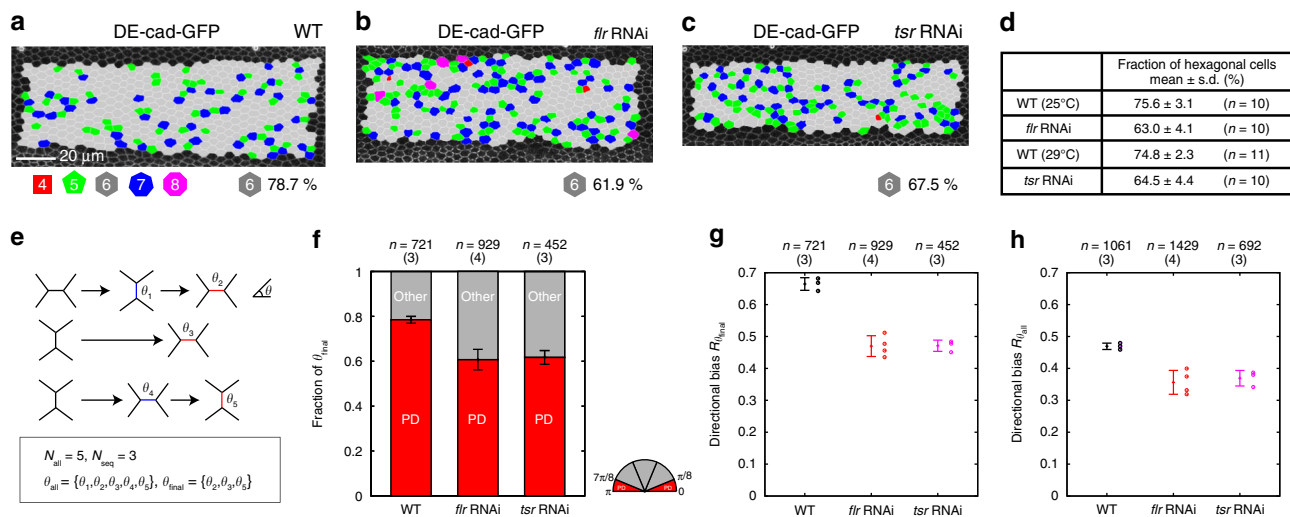 a
DE-cad-GFP WT
20 μm
4 5 6 7 8 6 78.7 %
b
DE-cad-GFP flr RNAi
6 61.9 %
c
DE-cad-GFP tsr RNAi
6 67.5 %
d
Fraction of hexagonal cells
mean ± s.d. (%)
WT (25°C) 75.6 ± 3.1 (n = 10)
flr RNAi 63.0 ± 4.1 (n = 10)
WT (29°C) 74.8 ± 2.3 (n = 11)
tsr RNAi 64.5 ± 4.4 (n = 10)
e
θ1 θ2 θ
θ3
θ4 θ5
Nall = 5, Nseq = 3
θall = {θ1,θ2,θ3,θ4,θ5}, θfinal = {θ2,θ3,θ5}
f
n = 721 n = 929 n = 452
(3) (4) (3)
Fraction of θfinal
1
0.8
0.6
0.4
0.2
0
Other Other Other
PD PD PD
WT flr RNAi tsr RNAi
7π/8 π/8
π PD PD 0
g
n = 721 n = 929 n = 452
(3) (4) (3)
Directional bias Rθfinal
0.7
0.6
0.5
0.4
0.3
0.2
0.1
0
WT flr RNAi tsr RNAi
h
n = 1061 n = 1429 n = 692
(3) (4) (3)
Directional bias Rθall
0.7
0.6
0.5
0.4
0.3
0.2
0.1
0
WT flr RNAi tsr RNAi